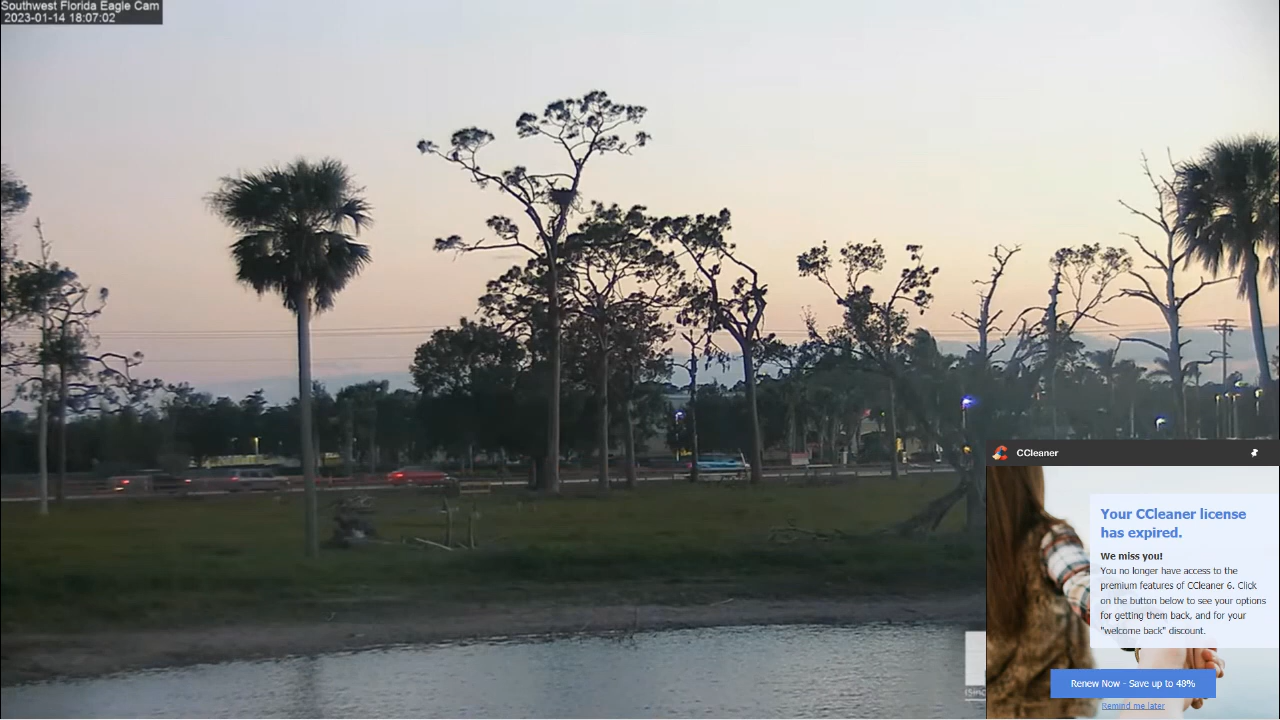 Southwest Florida Eagle Cam
2023-01-14 18:07:02
CCleaner
Your CCleaner license
has expired.
We miss you!
You no longer have access to the
premium features of CCleaner 6. Click
on the button below to see your options
for getting them back, and for your
"welcome back" discount.
Renew Now - Save up to 48%
Remind me later